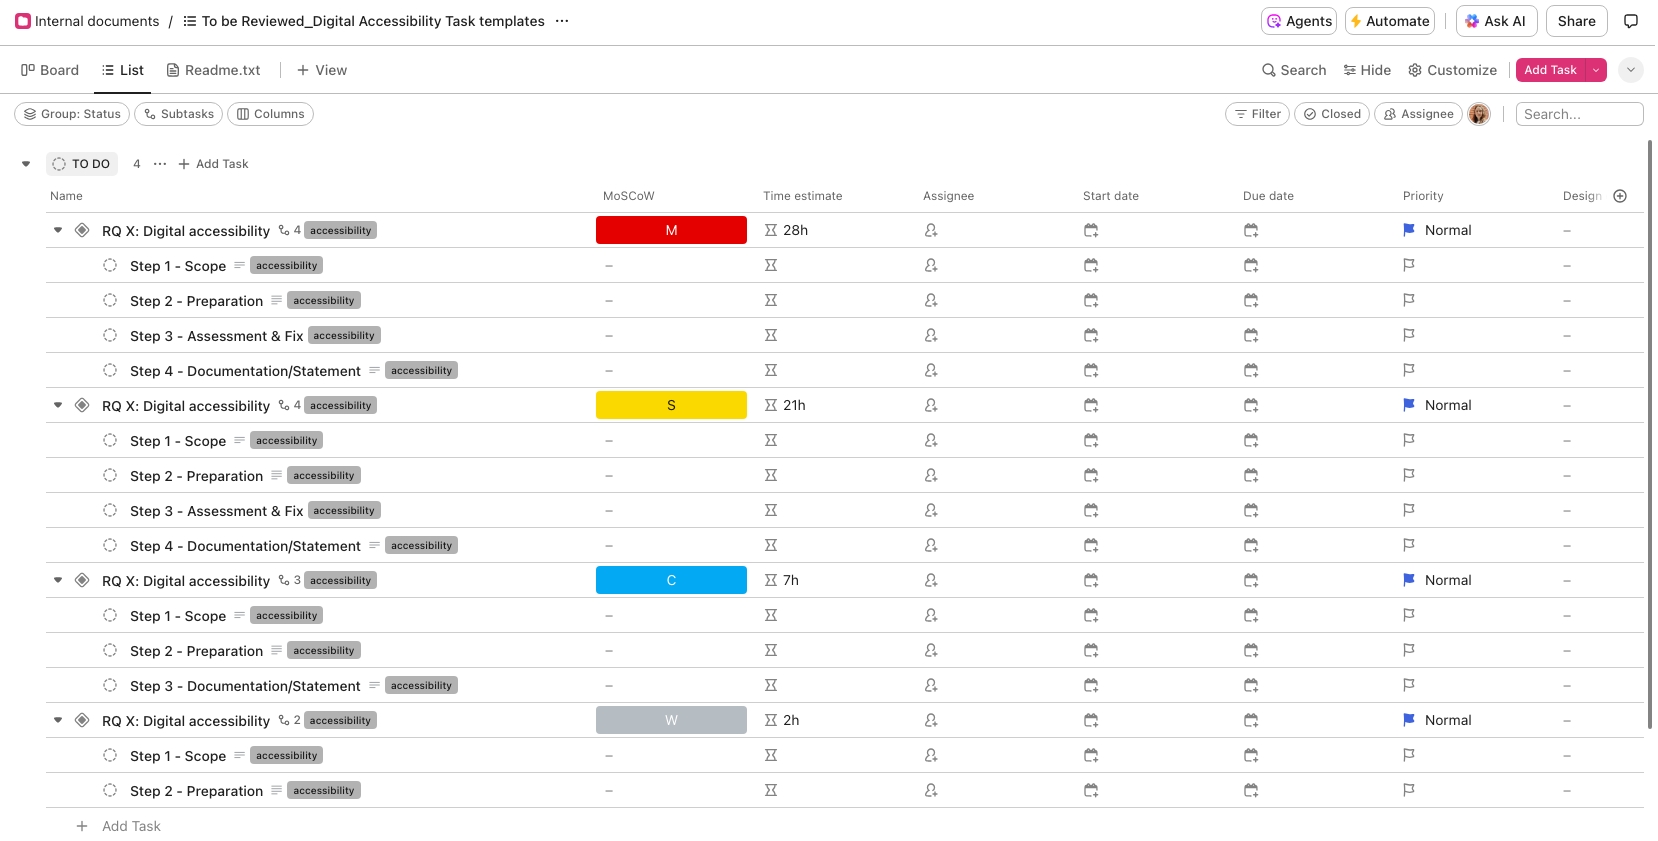 Internal documents / To be Reviewed_Digital Accessibility Task templates ...
Agents Automate Ask AI Share
Board List Readme.txt + View
Search Hide Customize Add Task
Group: Status Subtasks Columns
Filter Closed Assignee Search...
TO DO 4 ... + Add Task
Name MoSCoW Time estimate Assignee Start date Due date Priority Design
RQ X: Digital accessibility 4 accessibility M 28h Normal –
Step 1 - Scope accessibility – –
Step 2 - Preparation accessibility – –
Step 3 - Assessment & Fix accessibility – –
Step 4 - Documentation/Statement accessibility – –
RQ X: Digital accessibility 4 accessibility S 21h Normal –
Step 1 - Scope accessibility – –
Step 2 - Preparation accessibility – –
Step 3 - Assessment & Fix accessibility – –
Step 4 - Documentation/Statement accessibility – –
RQ X: Digital accessibility 3 accessibility C 7h Normal –
Step 1 - Scope accessibility – –
Step 2 - Preparation accessibility – –
Step 3 - Documentation/Statement accessibility – –
RQ X: Digital accessibility 2 accessibility W 2h Normal –
Step 1 - Scope accessibility – –
Step 2 - Preparation accessibility – –
+ Add Task